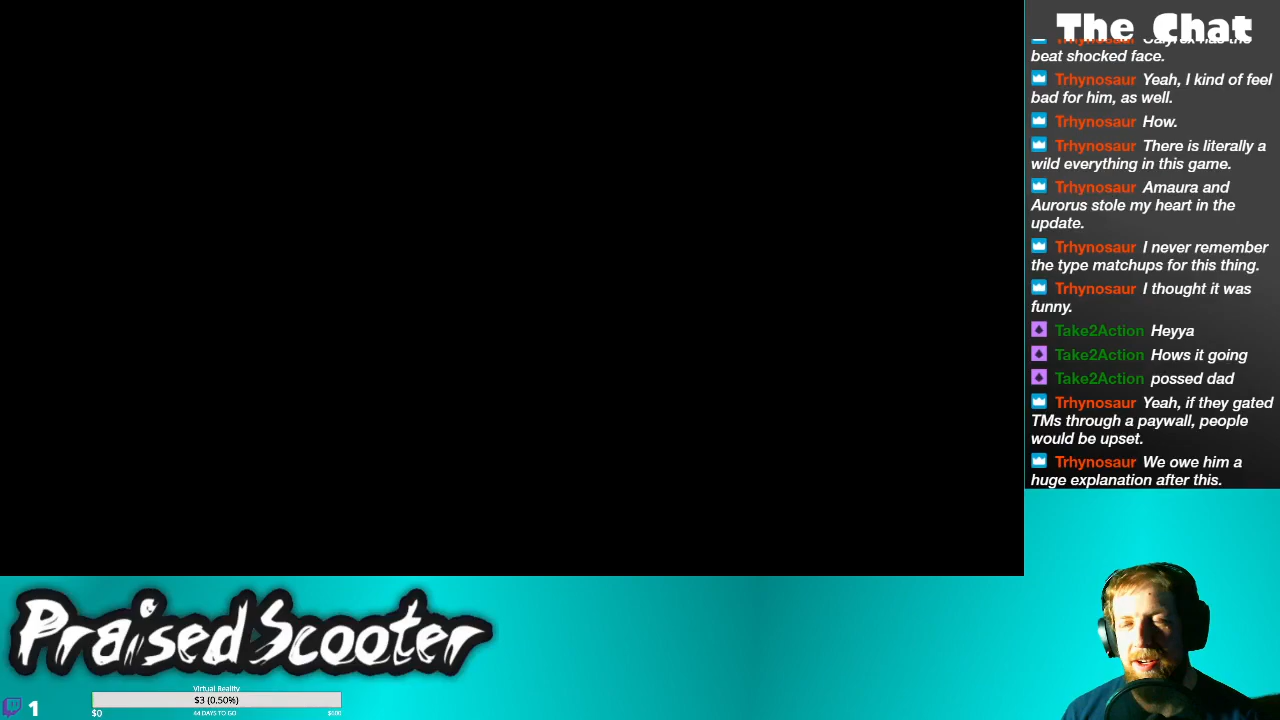 The Chat
beat shocked face.
Trhynosaur Yeah, I kind of feel
bad for him, as well.
Trhynosaur How.
Trhynosaur There is literally a
wild everything in this game.
Trhynosaur Amaura and
Aurorus stole my heart in the
update.
Trhynosaur I never remember
the type matchups for this thing.
Trhynosaur I thought it was
funny.
Take2Action Heyya
Take2Action Hows it going
Take2Action possed dad
Trhynosaur Yeah, if they gated
TMs through a paywall, people
would be upset.
Trhynosaur We owe him a
huge explanation after this.
PraisedScooter
Virtual Reality
$3 (0.50%)
1
$0
44 DAYS TO GO